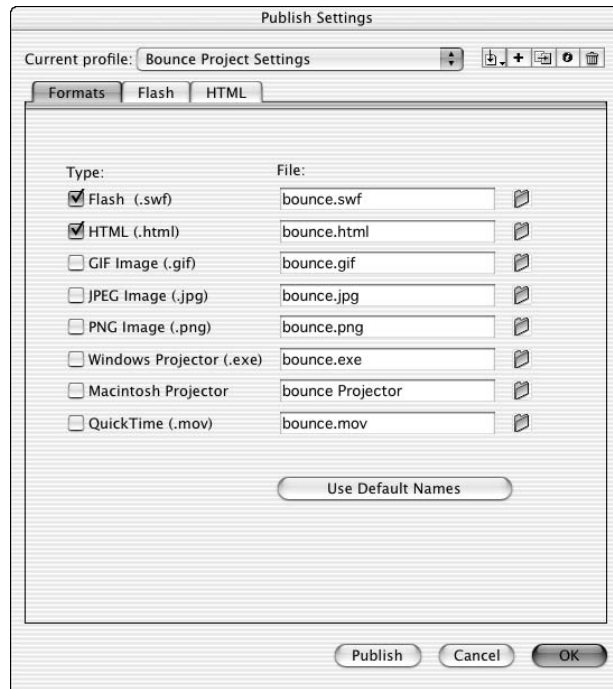 Publish Settings
Current profile: Bounce Project Settings
Formats Flash HTML
Type: File:
Flash (.swf) bounce.swf
HTML (.html) bounce.html
GIF Image (.gif) bounce.gif
JPEG Image (.jpg) bounce.jpg
PNG Image (.png) bounce.png
Windows Projector (.exe) bounce.exe
Macintosh Projector bounce Projector
QuickTime (.mov) bounce.mov
Use Default Names
Publish Cancel OK